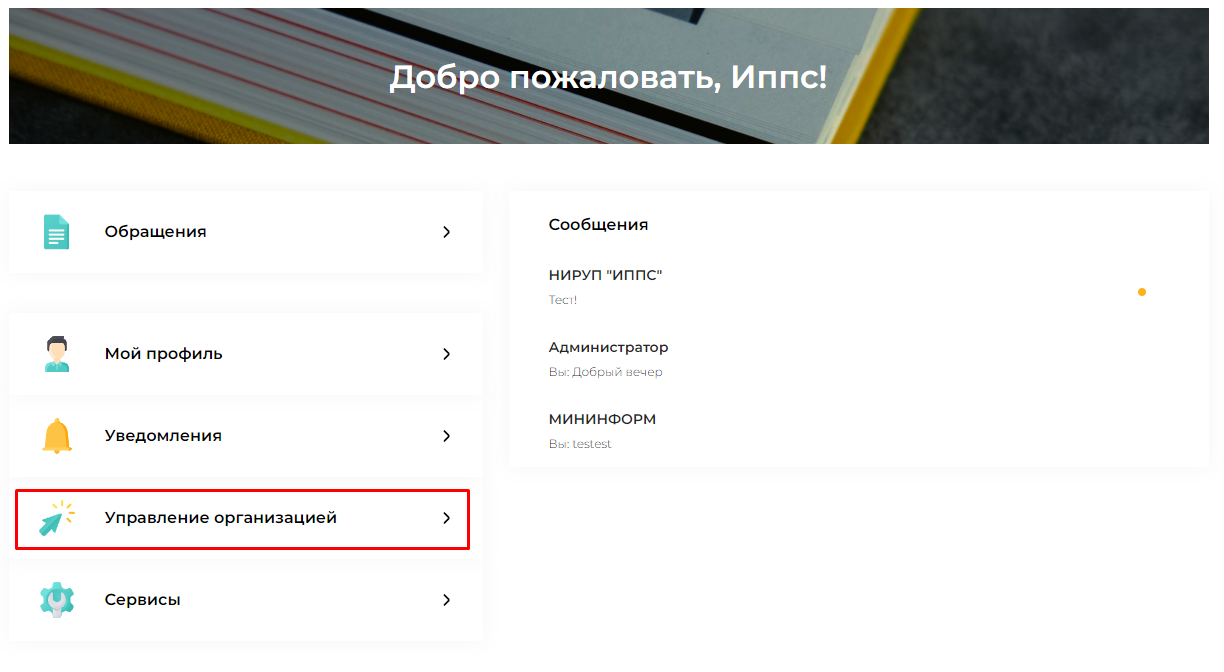 Добро пожаловать, Иппс!
Обращения
Мой профиль
Уведомления
Управление организацией
Сервисы
Сообщения
НИРУП "ИППС"
Тест!
Администратор
Вы: Добрый вечер
МИНИНФОРМ
Вы: testest